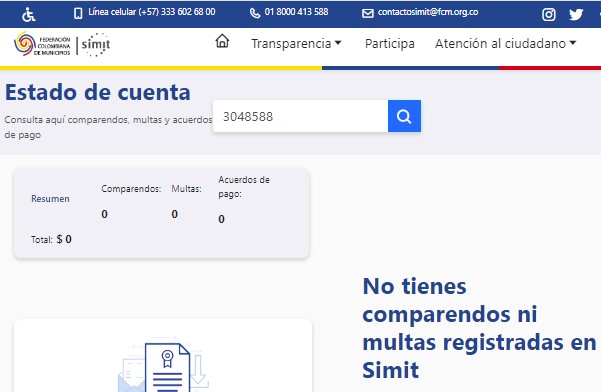 Línea celular (+57) 333 602 68 00
01 8000 413 588
contactosimit@fcm.org.co
FEDERACIÓN
COLOMBIANA
DE MUNICIPIOS
simit
Transparencia
Participa
Atención al ciudadano
Estado de cuenta
Consulta aquí comparendos, multas y acuerdos
de pago
3048588
Resumen
Comparendos:
0
Multas:
0
Acuerdos de
pago:
0
Total: $ 0
No tienes
comparendos ni
multas registradas en
Simit